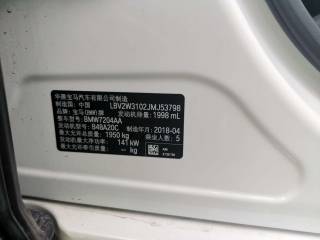 华晨宝马汽车有限公司制造
制造国：中国 LBV2W3102JMJ53798
品牌：宝马(BMW)牌 发动机排量：1998 mL
整车型号：BMW7204AA
发动机型号：B48A20C 制造年月：2018-04
最大允许总质量：1950 kg 乘坐人数：5
发动机最大净功率：141 kW
-- kg